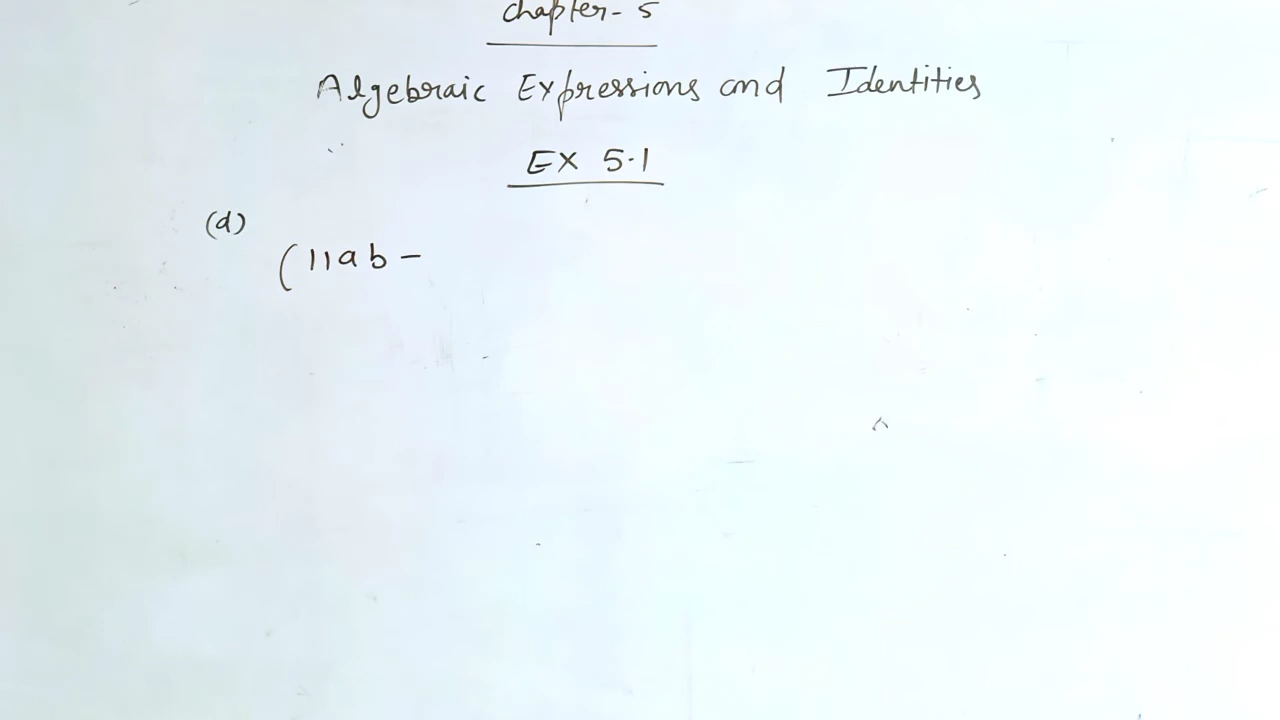 Chapter - 5
Algebraic Expressions and Identities
EX 5.1
(d)
(11ab -